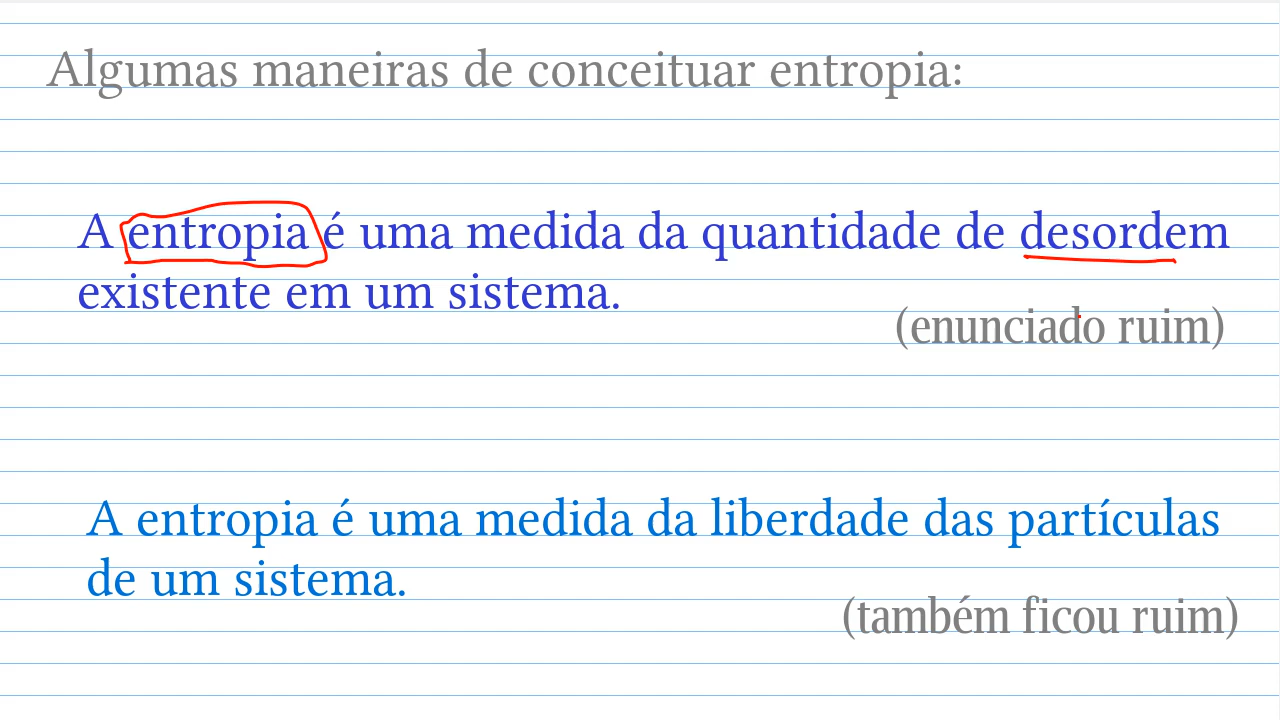 Algumas maneiras de conceituar entropia:
A entropia é uma medida da quantidade de desordem
existente em um sistema.
(enunciado ruim)
A entropia é uma medida da liberdade das partículas
de um sistema.
(também ficou ruim)